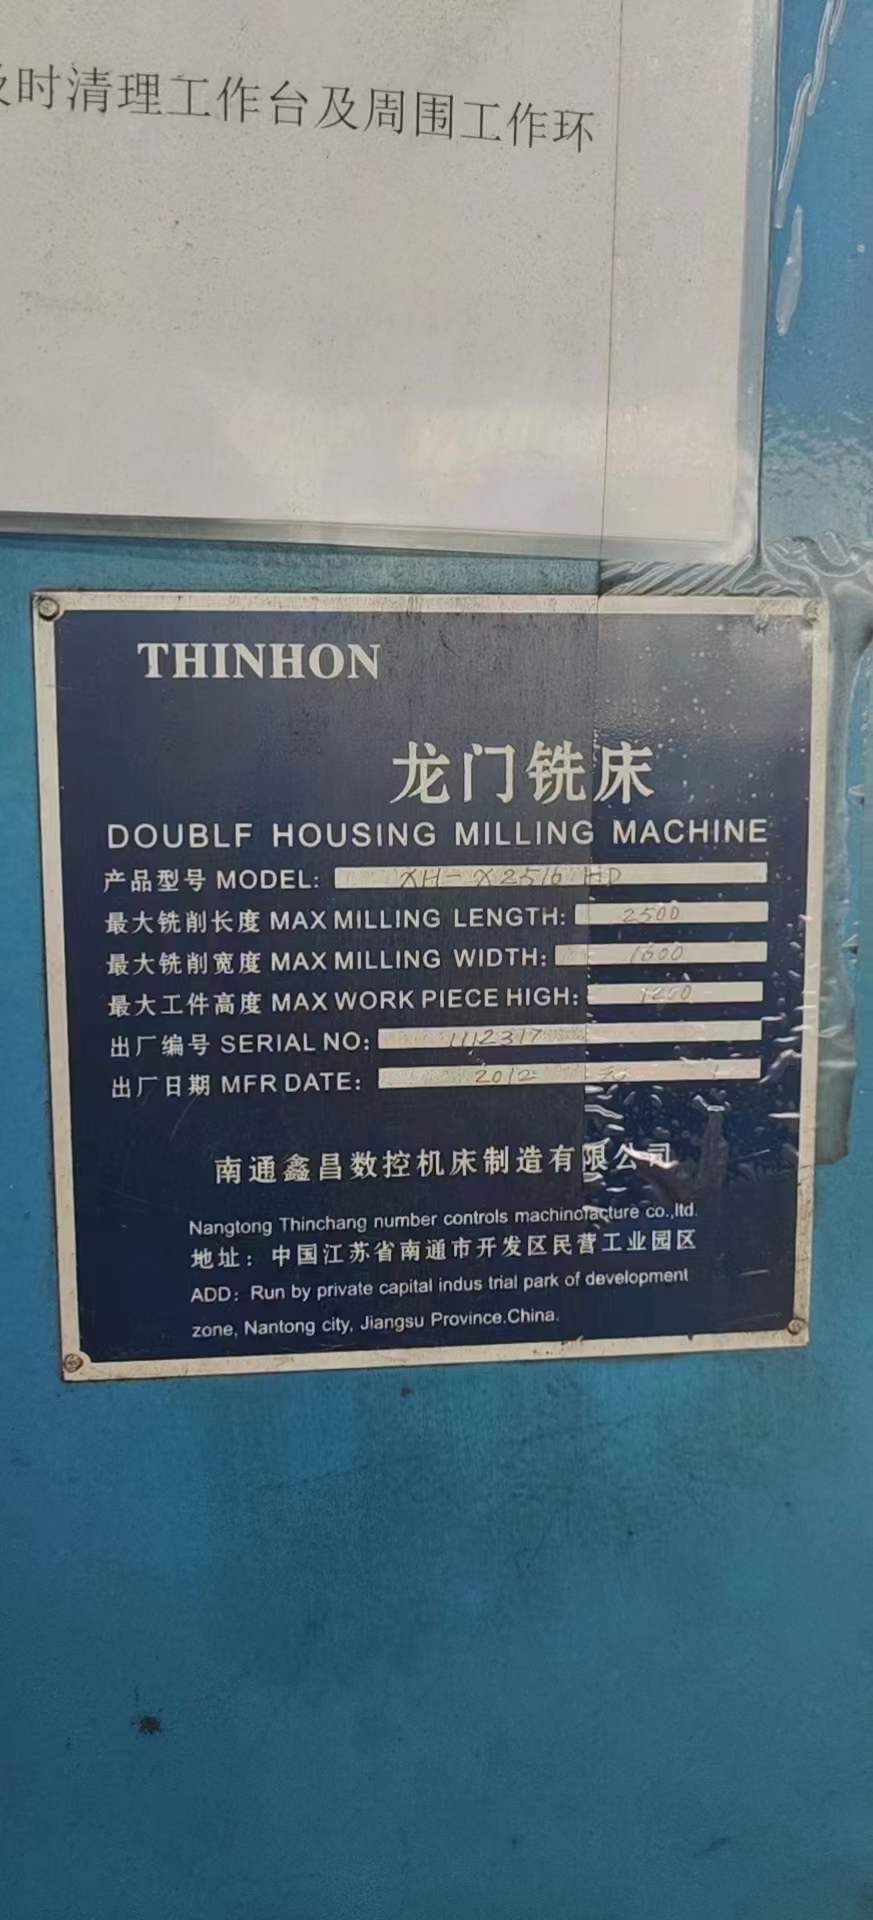 时清理工作台及周围工作环
THINHON
龙门铣床
DOUBLF HOUSING MILLING MACHINE
产品型号 MODEL: XH-X2516 HD
最大铣削长度 MAX MILLING LENGTH: 2500
最大铣削宽度 MAX MILLING WIDTH: 1600
最大工件高度 MAX WORK PIECE HIGH: 1250
出厂编号 SERIAL NO: 1112317
出厂日期 MFR DATE: 2012
南通鑫昌数控机床制造有限公司
Nangtong Thinchang number controls machinofacture co.,ltd.
地址：中国江苏省南通市开发区民营工业园区
ADD: Run by private capital indus trial park of development
zone, Nantong city, Jiangsu Province.China.